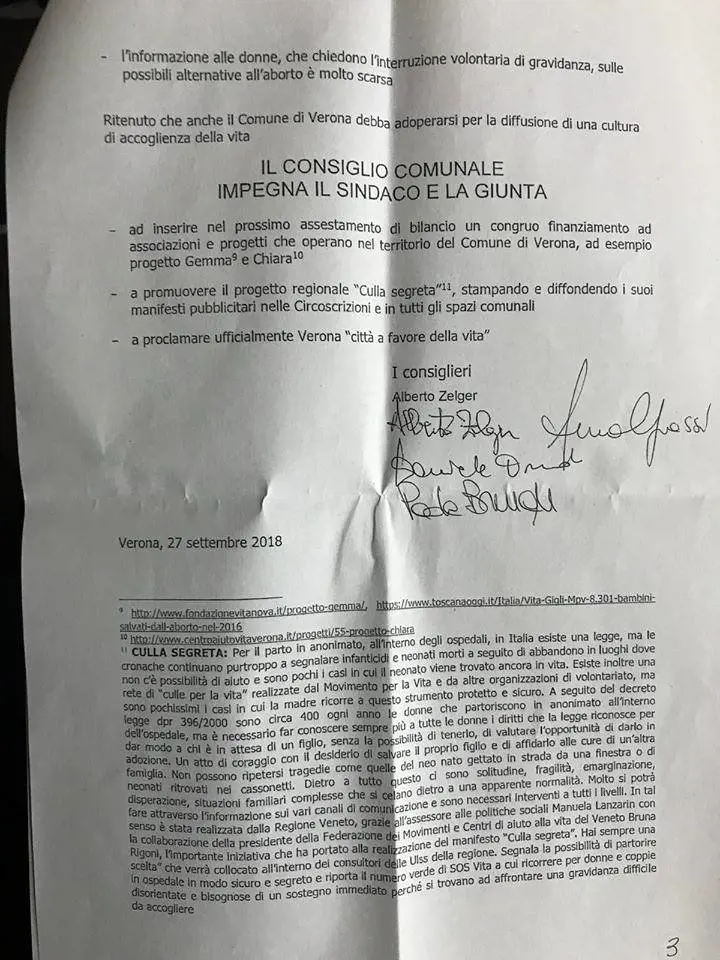 - l'informazione alle donne, che chiedono l'interruzione volontaria di gravidanza, sulle
possibili alternative all'aborto è molto scarsa
Ritenuto che anche il Comune di Verona debba adoperarsi per la diffusione di una cultura
di accoglienza della vita
IL CONSIGLIO COMUNALE
IMPEGNA IL SINDACO E LA GIUNTA
- ad inserire nel prossimo assestamento di bilancio un congruo finanziamento ad
associazioni e progetti che operano nel territorio del Comune di Verona, ad esempio
progetto Gemma⁹ e Chiara¹⁰
- a promuovere il progetto regionale "Culla segreta"¹¹, stampando e diffondendo i suoi
manifesti pubblicitari nelle Circoscrizioni e in tutti gli spazi comunali
- a proclamare ufficialmente Verona "città a favore della vita"
I consiglieri
Alberto Zelger
Alberto Zelger
Verona, 27 settembre 2018
⁹ http://www.fondazionevitanova.it/progetto-gemma/, https://www.toscanaoggi.it/Italia/Vita-Gigli-Mpv-8.301-bambini-
salvati-dall-aborto-nel-2016
¹⁰ http://www.centroaiutovitaverona.it/progetti/55-progetto-chiara
¹¹ CULLA SEGRETA: Per il parto in anonimato, all'interno degli ospedali, in Italia esiste una legge, ma le
cronache continuano purtroppo a segnalare infanticidi e neonati morti a seguito di abbandono in luoghi dove
non c'è possibilità di aiuto e sono pochi i casi in cui il neonato viene trovato ancora in vita. Esiste inoltre una
rete di "culle per la vita" realizzate dal Movimento per la Vita e da altre organizzazioni di volontariato, ma
sono pochissimi i casi in cui la madre ricorre a questo strumento protetto e sicuro. A seguito del decreto
legge dpr 396/2000 sono circa 400 ogni anno le donne che partoriscono in anonimato all'interno
dell'ospedale, ma è necessario far conoscere sempre più a tutte le donne i diritti che la legge riconosce per
dar modo a chi è in attesa di un figlio, senza la possibilità di tenerlo, di valutare l'opportunità di darlo in
adozione. Un atto di coraggio con il desiderio di salvare il proprio figlio e di affidarlo alle cure di un'altra
famiglia. Non possono ripetersi tragedie come quelle del neo nato gettato in strada da una finestra o di
neonati ritrovati nei cassonetti. Dietro a tutto questo ci sono solitudine, fragilità, emarginazione,
disperazione, situazioni familiari complesse che si celano dietro a una apparente normalità. Molto si potrà
fare attraverso l'informazione sui vari canali di comunicazione e sono necessari interventi a tutti i livelli. In tal
senso è stata realizzata dalla Regione Veneto, grazie all'assessore alle politiche sociali Manuela Lanzarin con
la collaborazione della presidente della Federazione dei Movimenti e Centri di aiuto alla vita del Veneto Bruna
Rigoni, l'importante iniziativa che ha portato alla realizzazione del manifesto "Culla segreta". Hai sempre una
scelta" che verrà collocato all'interno dei consultori delle Ulss della regione. Segnala la possibilità di partorire
in ospedale in modo sicuro e segreto e riporta il numero verde di SOS Vita a cui ricorrere per donne e coppie
disorientate e bisognose di un sostegno immediato perché si trovano ad affrontare una gravidanza difficile
da accogliere
3